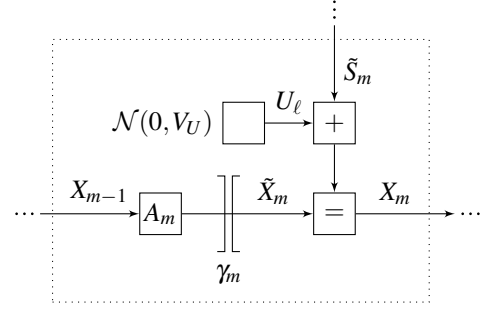 ⋮
S̃_m
𝒩(0, V_U) U_ℓ +
X_{m−1} A_m X̃_m = X_m
⋯ ⋯
γ_m